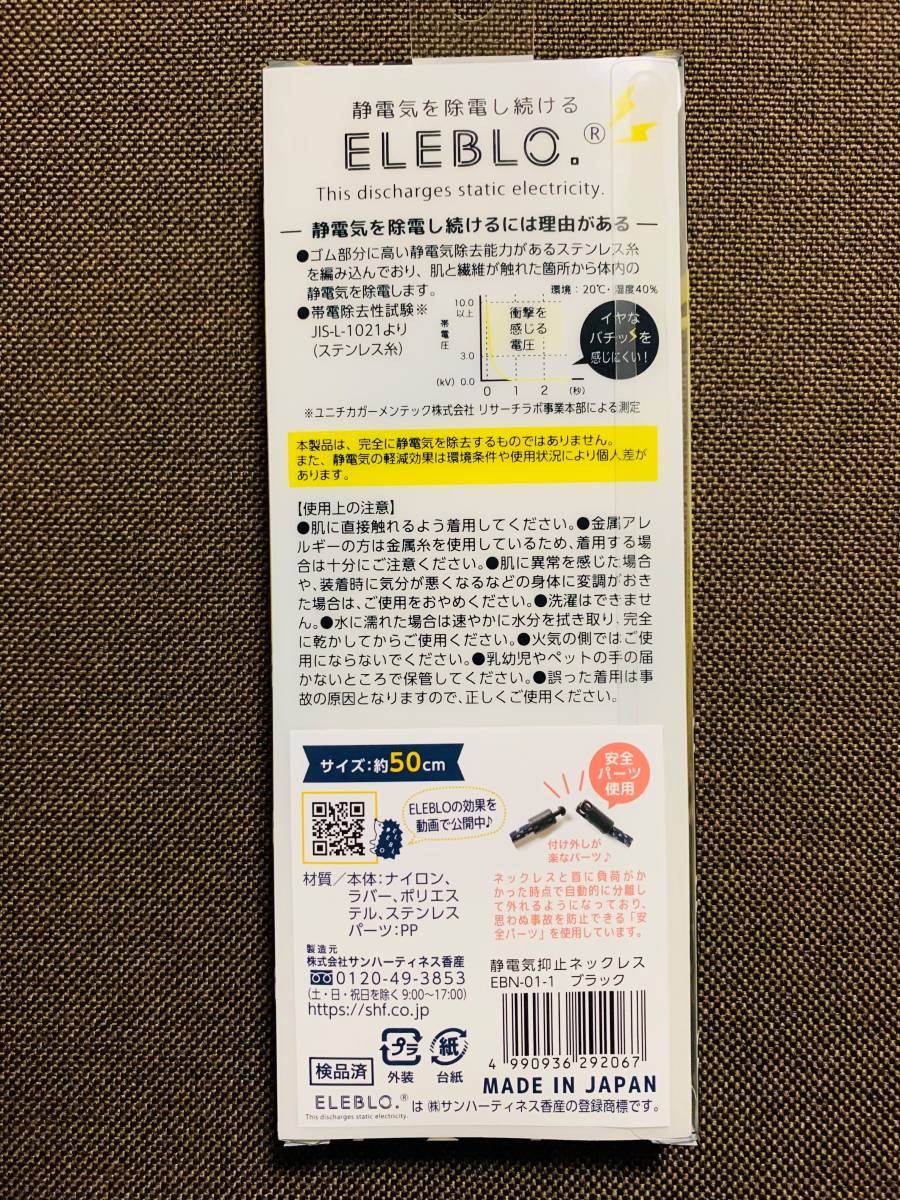 静電気を除電し続ける
ELEBLO.®
This discharges static electricity.
静電気を除電し続けるには理由がある
●ゴム部分に高い静電気除去能力があるステンレス糸
を編み込んでおり、肌と繊維が触れた箇所から体内の
静電気を除電します。
環境:20℃・湿度40%
●帯電除去性試験※
JIS-L-1021より
(ステンレス糸)
帯電圧
10.0
以上
3.0
(kV) 0.0
0 1 2 (秒)
衝撃を
感じる
電圧
イヤな
バチッを
感じにくい!
※ユニチカガーメンテック株式会社 リサーチラボ事業本部による測定
本製品は、完全に静電気を除去するものではありません。
また、静電気の軽減効果は環境条件や使用状況により個人差が
あります。
【使用上の注意】
●肌に直接触れるよう着用してください。●金属アレ
ルギーの方は金属糸を使用しているため、着用する場
合は十分にご注意ください。●肌に異常を感じた場合
や、装着時に気分が悪くなるなどの身体に変調がおき
た場合は、ご使用をおやめください。●洗濯はできませ
ん。●水に濡れた場合は速やかに水分を拭き取り、完全
に乾かしてからご使用ください。●火気の側ではご使
用にならないでください。●乳幼児やペットの手の届
かないところで保管してください。●誤った着用は事
故の原因となりますので、正しくご使用ください。
サイズ:約50cm
ELEBLOの効果を
動画で公開中♪
安全
パーツ
使用
付け外しが
楽なパーツ♪
材質/本体:ナイロン、
ラバー、ポリエス
テル、ステンレス
パーツ:PP
ネックレスと首に負荷がか
かった時点で自動的に分離し
て外れるようになっており、
思わぬ事故を防止できる「安
全パーツ」を使用しています。
製造元
株式会社サンハーティネス香産
0120-49-3853
(土・日・祝日を除く9:00〜17:00)
https://shf.co.jp
静電気抑止ネックレス
EBN-01-1 ブラック
4 990936 292067
検品済
プラ
外装
紙
台紙
MADE IN JAPAN
ELEBLO.®は(株)サンハーティネス香産の登録商標です。
This discharges static electricity